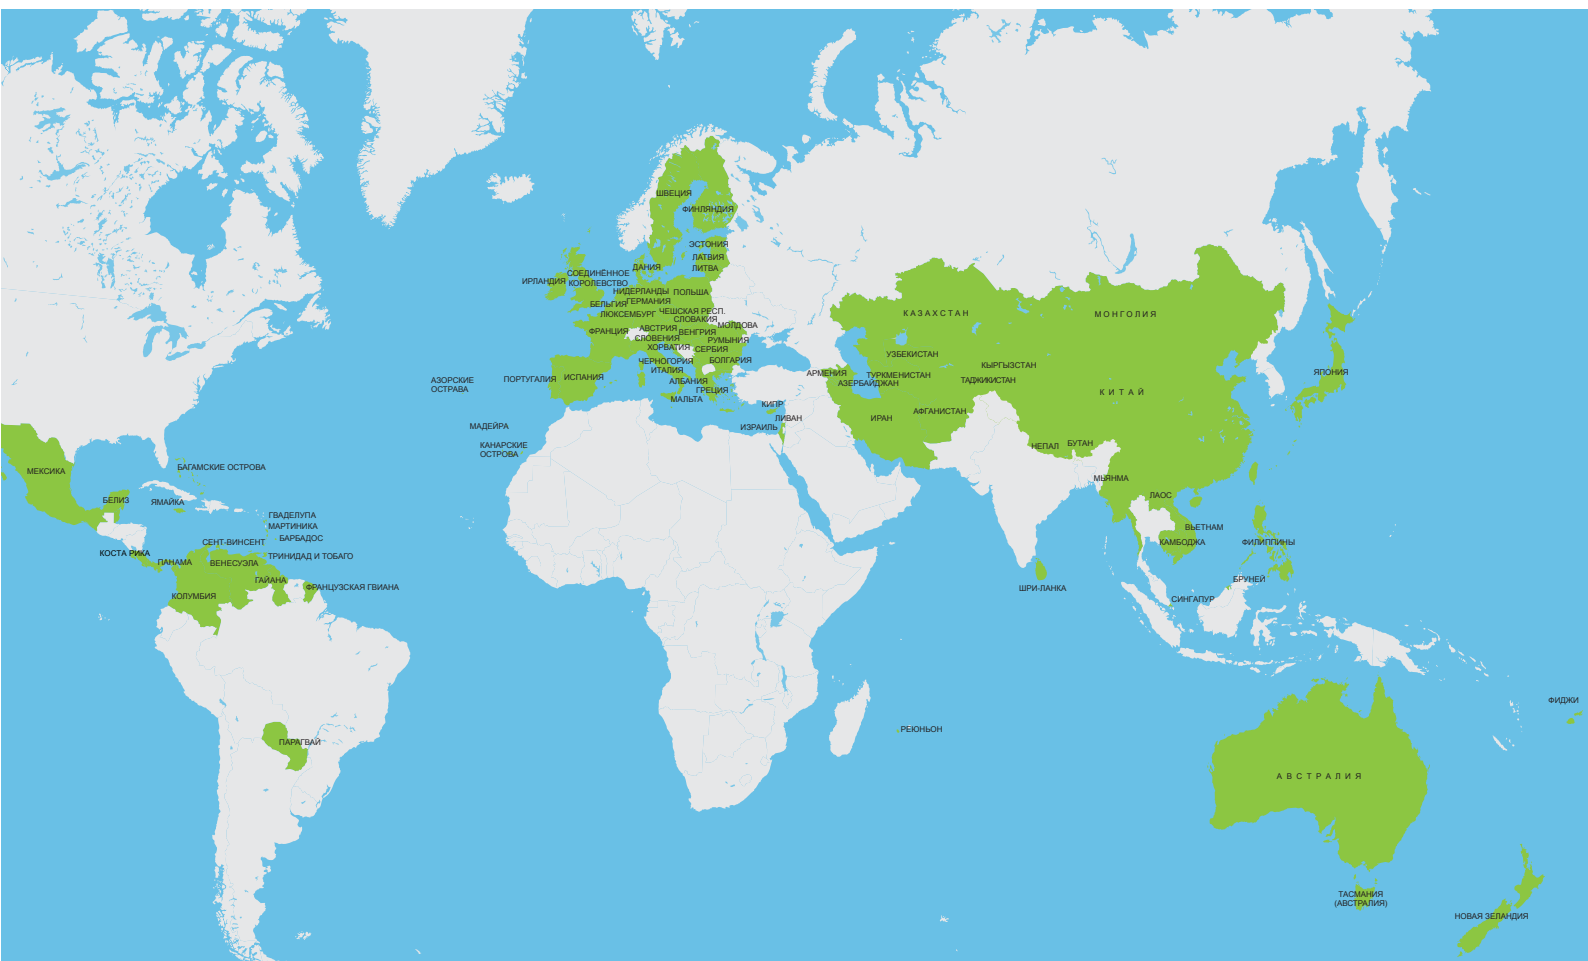 ШВЕЦИЯ
ФИНЛЯНДИЯ
ЭСТОНИЯ
ЛАТВИЯ
ЛИТВА
ДАНИЯ
ИРЛАНДИЯ
СОЕДИНЁННОЕ
КОРОЛЕВСТВО
НИДЕРЛАНДЫ
ПОЛЬША
ГЕРМАНИЯ
БЕЛЬГИЯ
ЛЮКСЕМБУРГ
ЧЕШСКАЯ РЕСП.
СЛОВАКИЯ
ФРАНЦИЯ
АВСТРИЯ
ВЕНГРИЯ
МОЛДОВА
СЛОВЕНИЯ
РУМЫНИЯ
ХОРВАТИЯ
СЕРБИЯ
ЧЕРНОГОРИЯ
БОЛГАРИЯ
ИТАЛИЯ
ПОРТУГАЛИЯ
ИСПАНИЯ
АЛБАНИЯ
ГРЕЦИЯ
МАЛЬТА
АЗОРСКИЕ
ОСТРАВА
МАДЕЙРА
КАНАРСКИЕ
ОСТРОВА
КИПР
ЛИВАН
ИЗРАИЛЬ
КАЗАХСТАН
МОНГОЛИЯ
УЗБЕКИСТАН
КЫРГЫЗСТАН
АРМЕНИЯ
ТУРКМЕНИСТАН
АЗЕРБАЙДЖАН
ТАДЖИКИСТАН
КИТАЙ
ЯПОНИЯ
ИРАН
АФГАНИСТАН
НЕПАЛ
БУТАН
МЬЯНМА
ЛАОС
ВЬЕТНАМ
КАМБОДЖА
ФИЛИППИНЫ
БРУНЕЙ
СИНГАПУР
ШРИ-ЛАНКА
МЕКСИКА
БАГАМСКИЕ ОСТРОВА
БЕЛИЗ
ЯМАЙКА
ГВАДЕЛУПА
МАРТИНИКА
БАРБАДОС
СЕНТ-ВИНСЕНТ
КОСТА РИКА
ТРИНИДАД И ТОБАГО
ПАНАМА
ВЕНЕСУЭЛА
ГАЙАНА
ФРАНЦУЗСКАЯ ГВИАНА
КОЛУМБИЯ
ПАРАГВАЙ
РЕЮНЬОН
ФИДЖИ
АВСТРАЛИЯ
ТАСМАНИЯ
(АВСТРАЛИЯ)
НОВАЯ ЗЕЛАНДИЯ